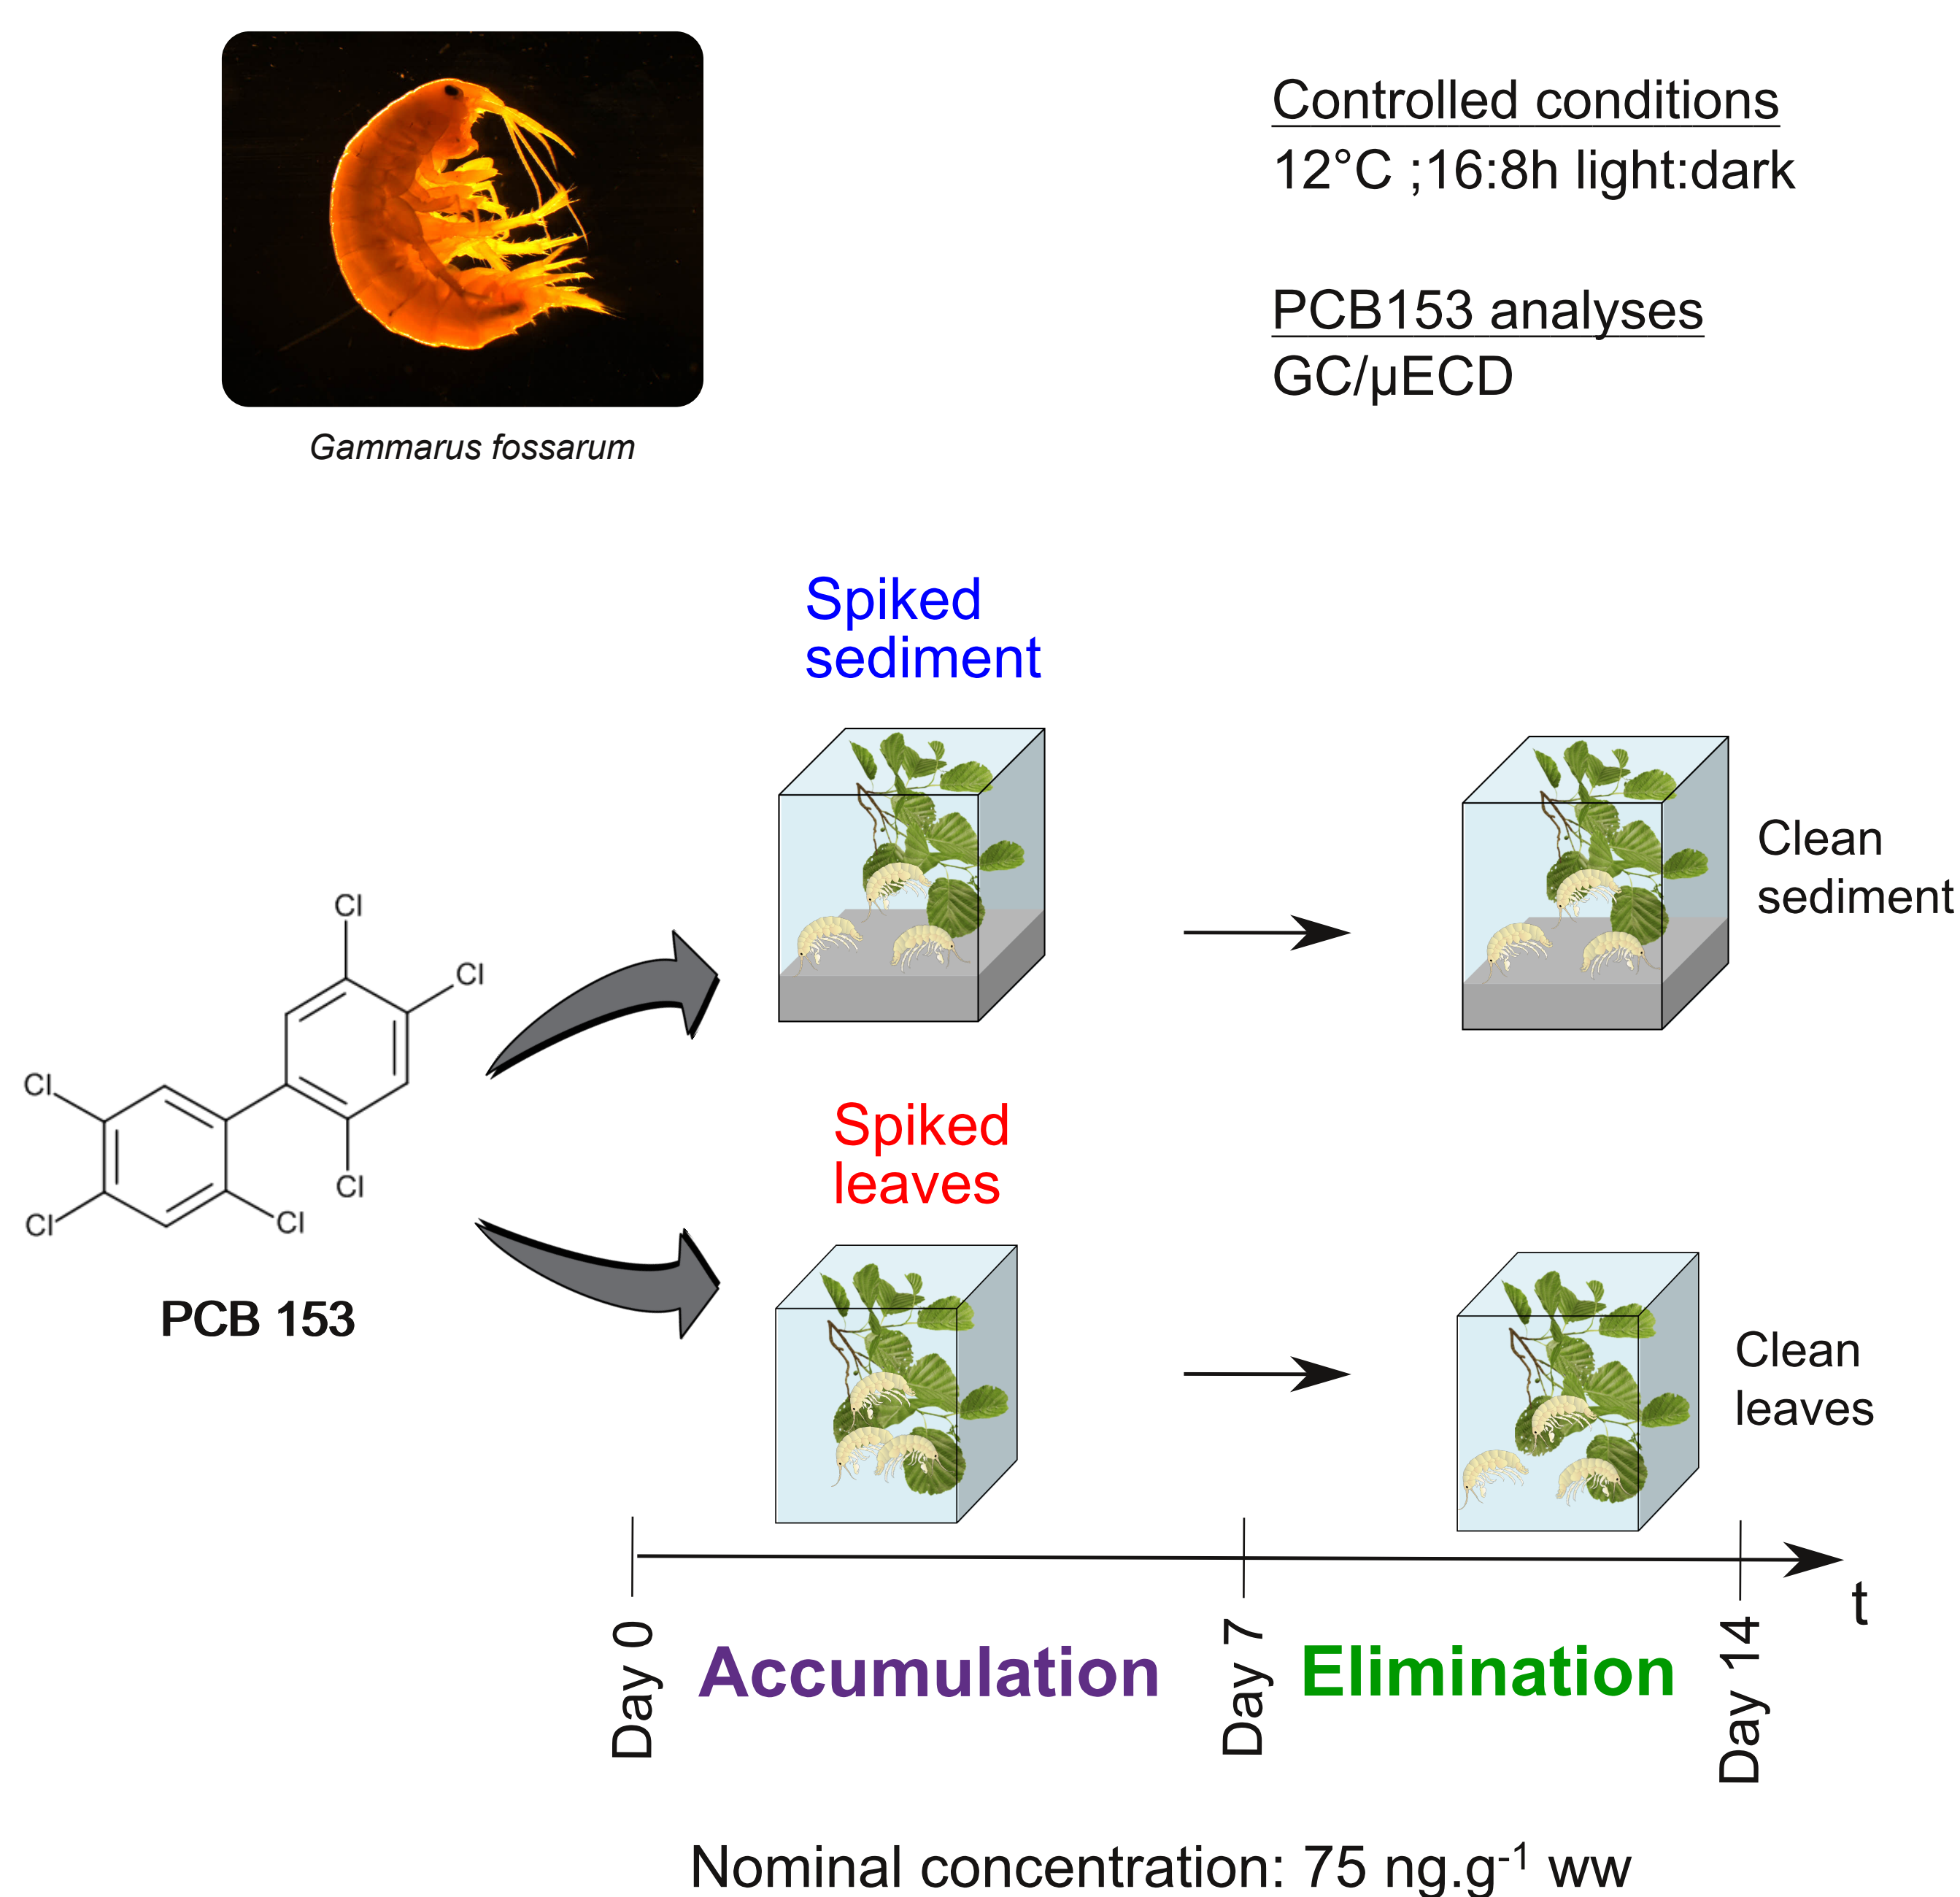 Controlled conditions
12°C ;16:8h light:dark
PCB153 analyses
GC/µECD
Gammarus fossarum
Spiked
sediment
Clean
sediment
Cl
Cl
Cl
Cl
Cl
Cl
PCB 153
Spiked
leaves
Clean
leaves
t
Day 0
Accumulation
Day 7
Elimination
Day 14
Nominal concentration: 75 ng.g⁻¹ ww